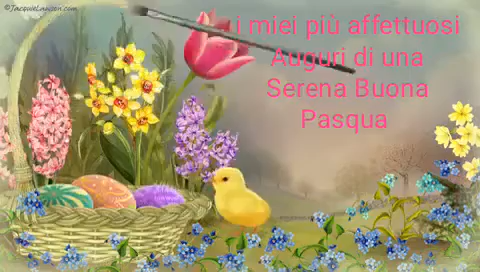 ©JacquieLawson.com
i miei più affettuosi
Auguri di una
Serena Buona
Pasqua